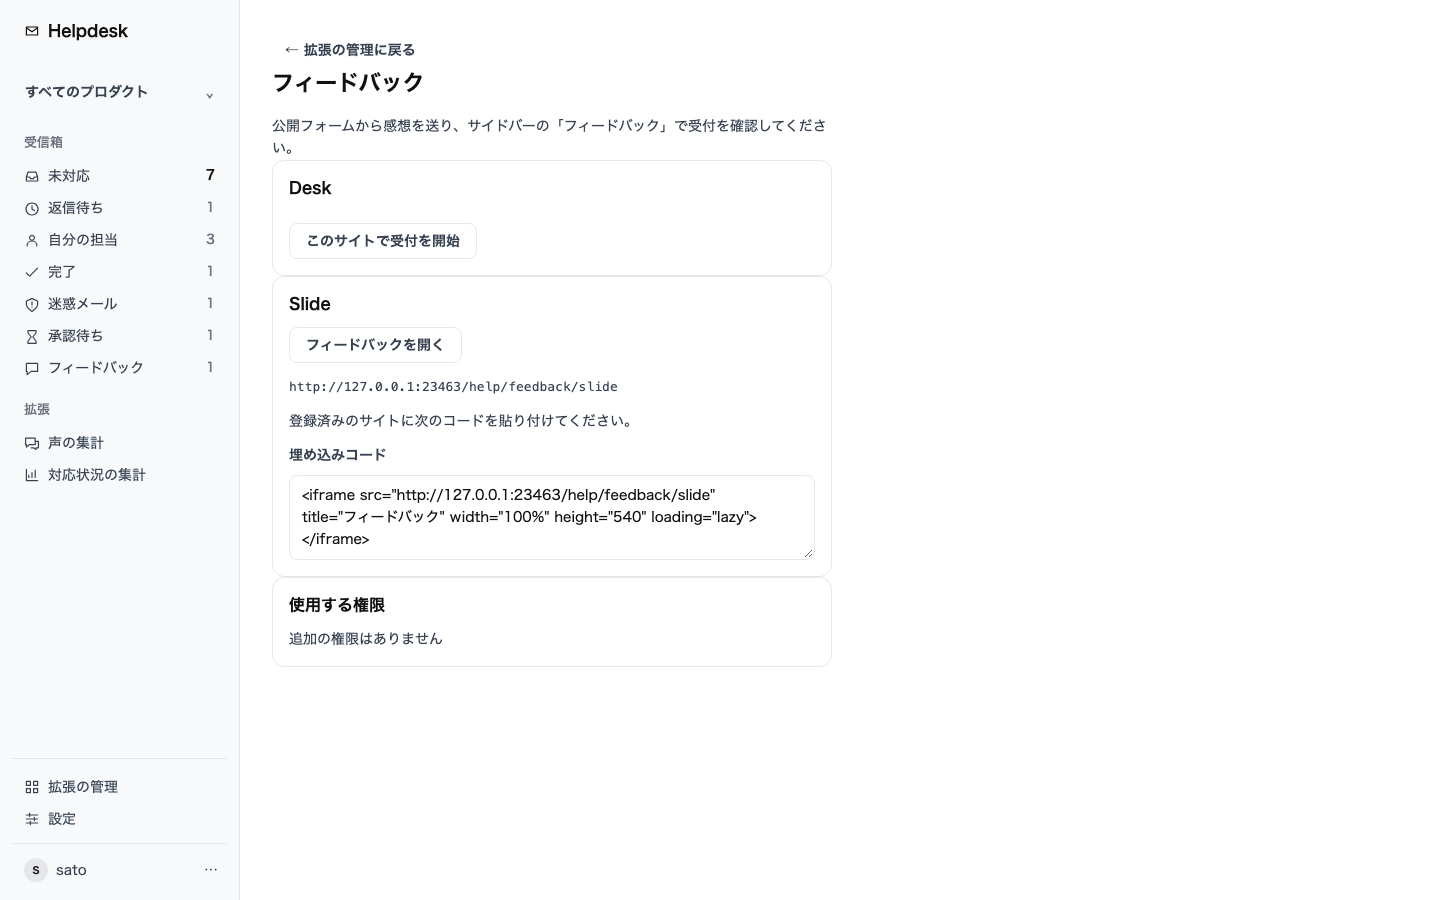 Helpdesk
すべてのプロダクト
受信箱
未対応 7
返信待ち 1
自分の担当 3
完了 1
迷惑メール 1
承認待ち 1
フィードバック 1
拡張
声の集計
対応状況の集計
拡張の管理
設定
S sato ...
← 拡張の管理に戻る
フィードバック
公開フォームから感想を送り、サイドバーの「フィードバック」で受付を確認してくださ
い。
Desk
このサイトで受付を開始
Slide
フィードバックを開く
http://127.0.0.1:23463/help/feedback/slide
登録済みのサイトに次のコードを貼り付けてください。
埋め込みコード
<iframe src="http://127.0.0.1:23463/help/feedback/slide"
title="フィードバック" width="100%" height="540" loading="lazy">
</iframe>
使用する権限
追加の権限はありません